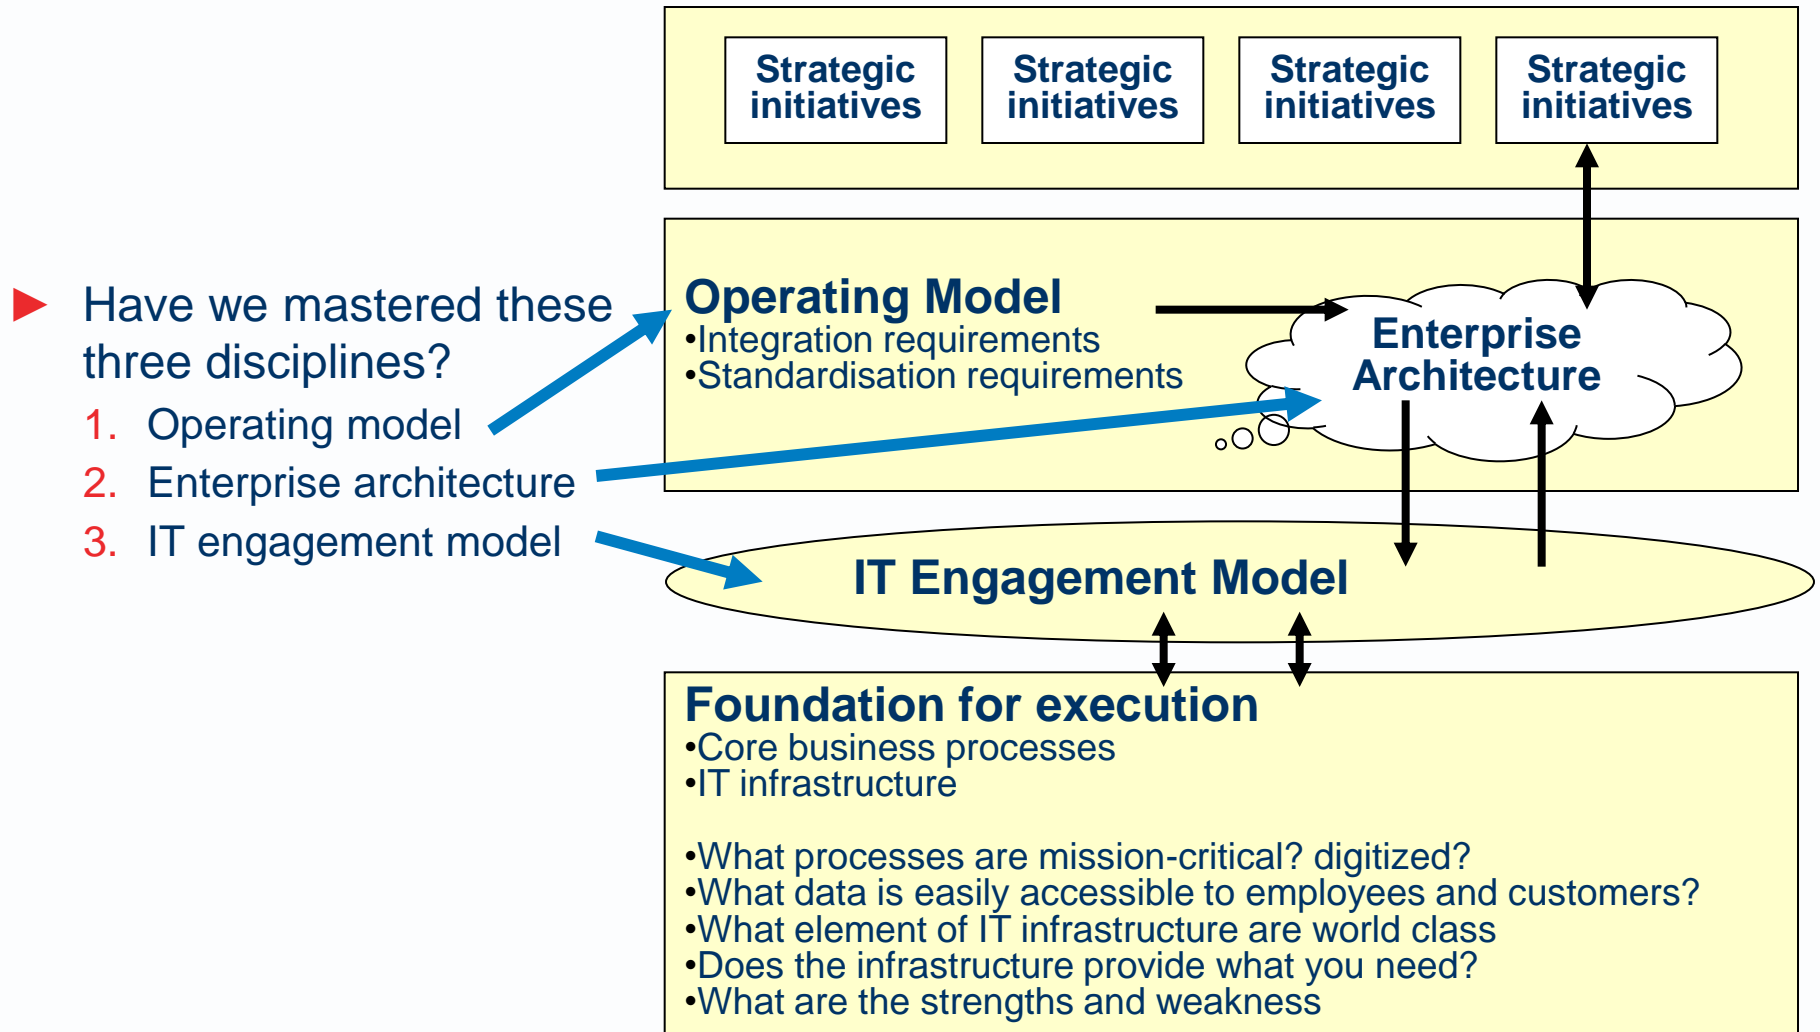 ► Have we mastered these
three disciplines?
1. Operating model
2. Enterprise architecture
3. IT engagement model
Strategic
initiatives
Strategic
initiatives
Strategic
initiatives
Strategic
initiatives
Operating Model
•Integration requirements
•Standardisation requirements
Enterprise
Architecture
IT Engagement Model
Foundation for execution
•Core business processes
•IT infrastructure
•What processes are mission-critical? digitized?
•What data is easily accessible to employees and customers?
•What element of IT infrastructure are world class
•Does the infrastructure provide what you need?
•What are the strengths and weakness